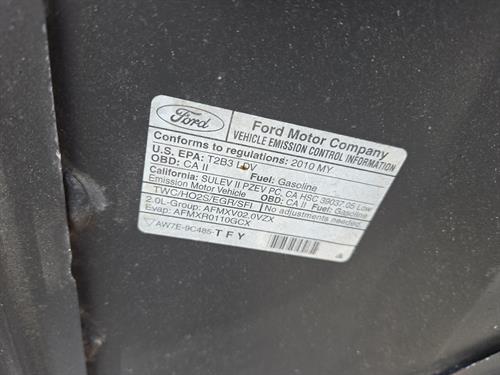 Ford
Ford Motor Company
VEHICLE EMISSION CONTROL INFORMATION
Conforms to regulations: 2010 MY
U.S. EPA: T2B3 LDV
OBD: CA II Fuel: Gasoline
California: SULEV II PZEV PC, CA HSC 39037.05 Low
Emission Motor Vehicle OBD: CA II Fuel: Gasoline
TWC/HO2S/EGR/SFI No adjustments needed.
2.0L-Group: AFMXV02.0VZX
Evap: AFMXR0110GCX
AW7E-9C485-TFY